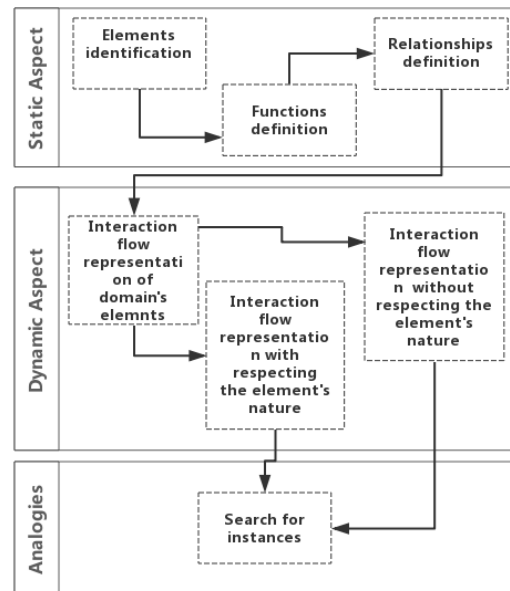 Static Aspect
Elements
identification
Functions
definition
Relationships
definition
Dynamic Aspect
Interaction
flow
representati
on of
domain's
elemnts
Interaction
flow
representatio
n with
respecting
the element's
nature
Interaction
flow
representatio
n without
respecting the
element's
nature
Analogies
Search for
instances